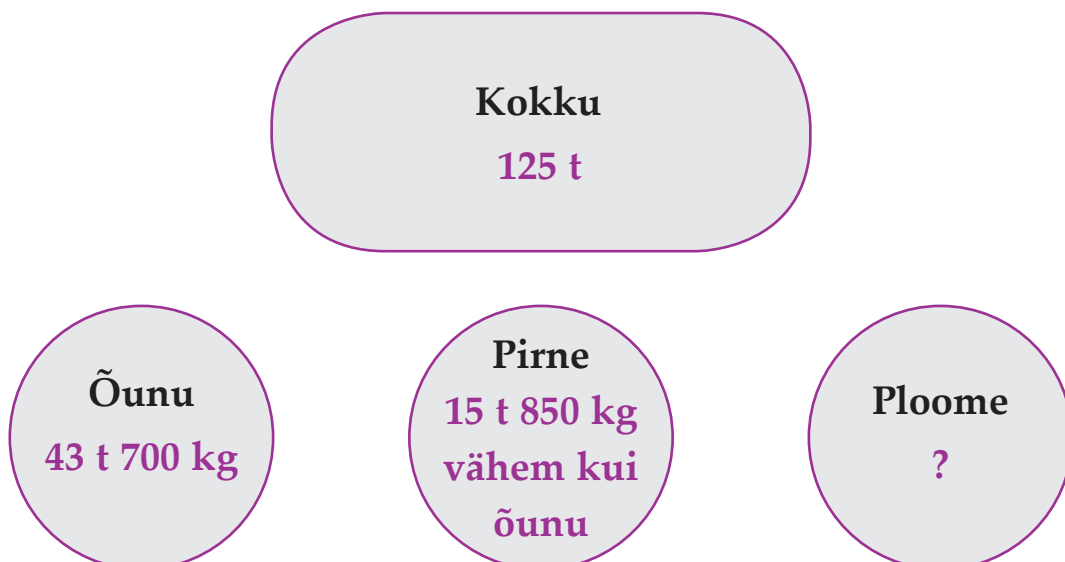 Kokku
125 t
Õunu
43 t 700 kg
Pirne
15 t 850 kg
vähem kui
õunu
Ploome
?